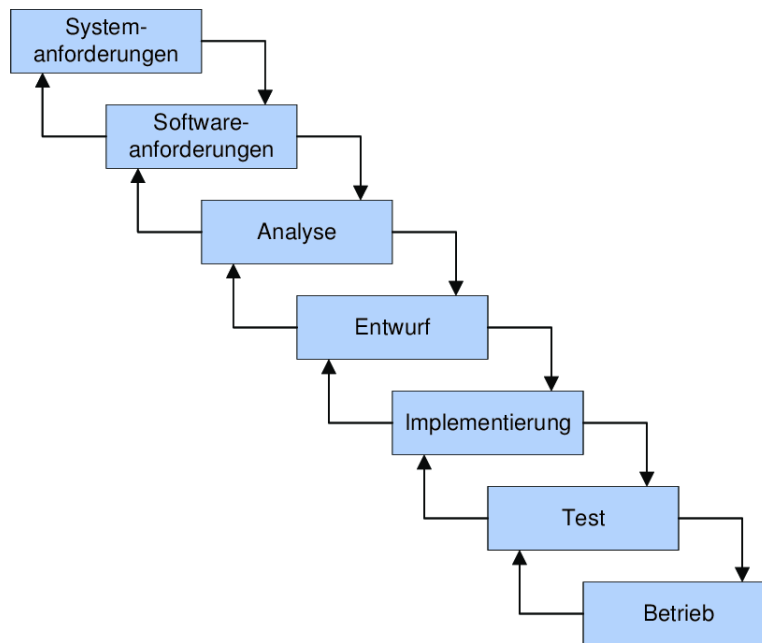 System-
anforderungen
Software-
anforderungen
Analyse
Entwurf
Implementierung
Test
Betrieb